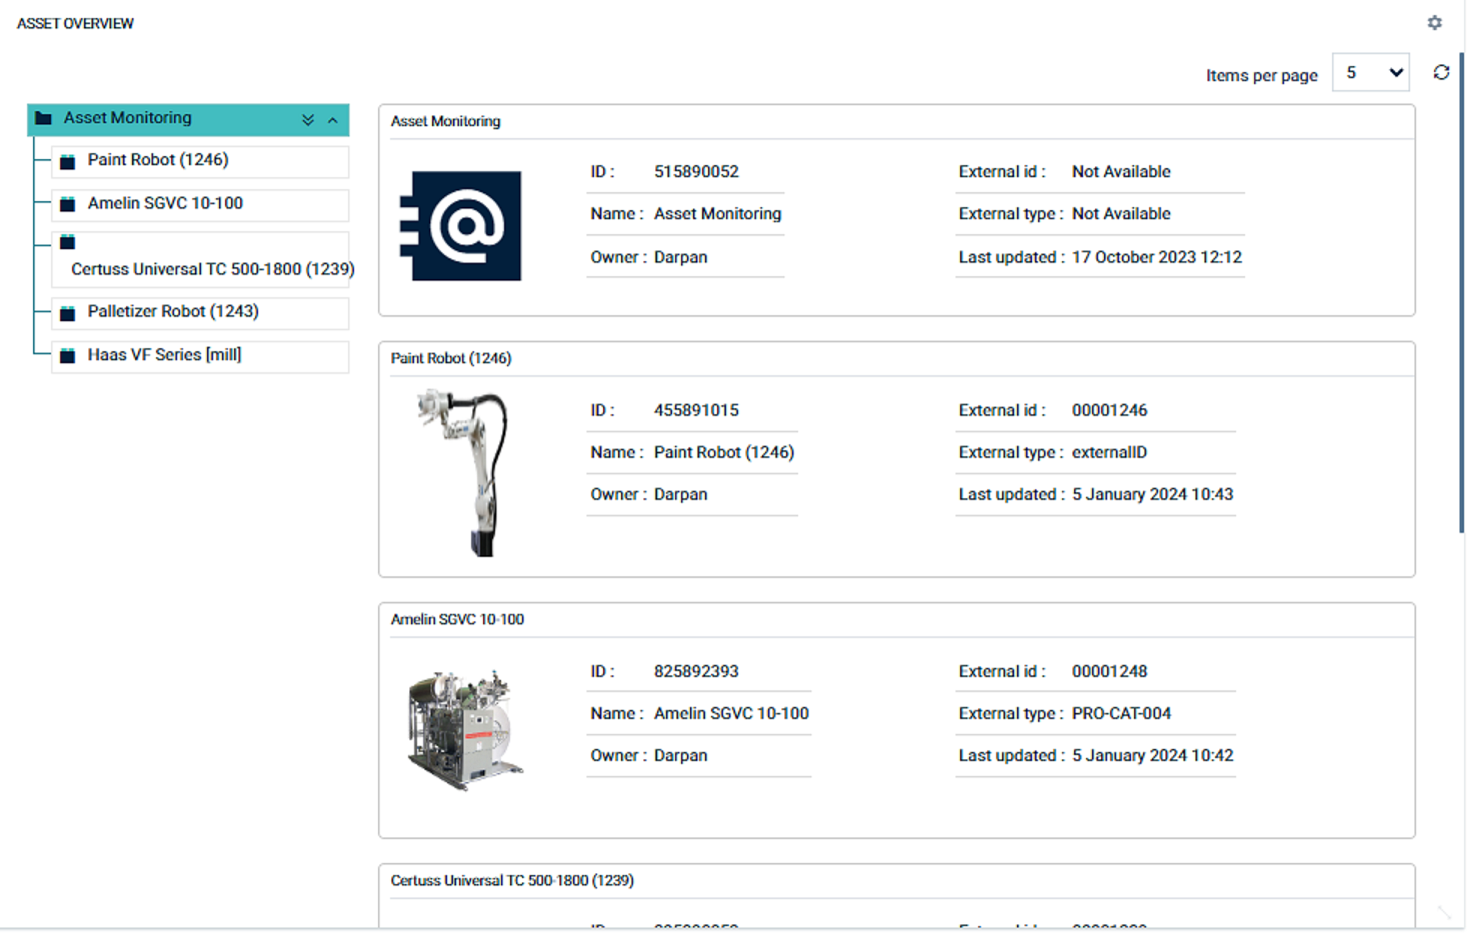 ASSET OVERVIEW
Items per page 5
Asset Monitoring
Paint Robot (1246)
Amelin SGVC 10-100
Certuss Universal TC 500-1800 (1239)
Palletizer Robot (1243)
Haas VF Series [mill]
Asset Monitoring
@
ID : 515890052 External id : Not Available
Name : Asset Monitoring External type : Not Available
Owner : Darpan Last updated : 17 October 2023 12:12
Paint Robot (1246)
ID : 455891015 External id : 00001246
Name : Paint Robot (1246) External type : externalID
Owner : Darpan Last updated : 5 January 2024 10:43
Amelin SGVC 10-100
ID : 825892393 External id : 00001248
Name : Amelin SGVC 10-100 External type : PRO-CAT-004
Owner : Darpan Last updated : 5 January 2024 10:42
Certuss Universal TC 500-1800 (1239)